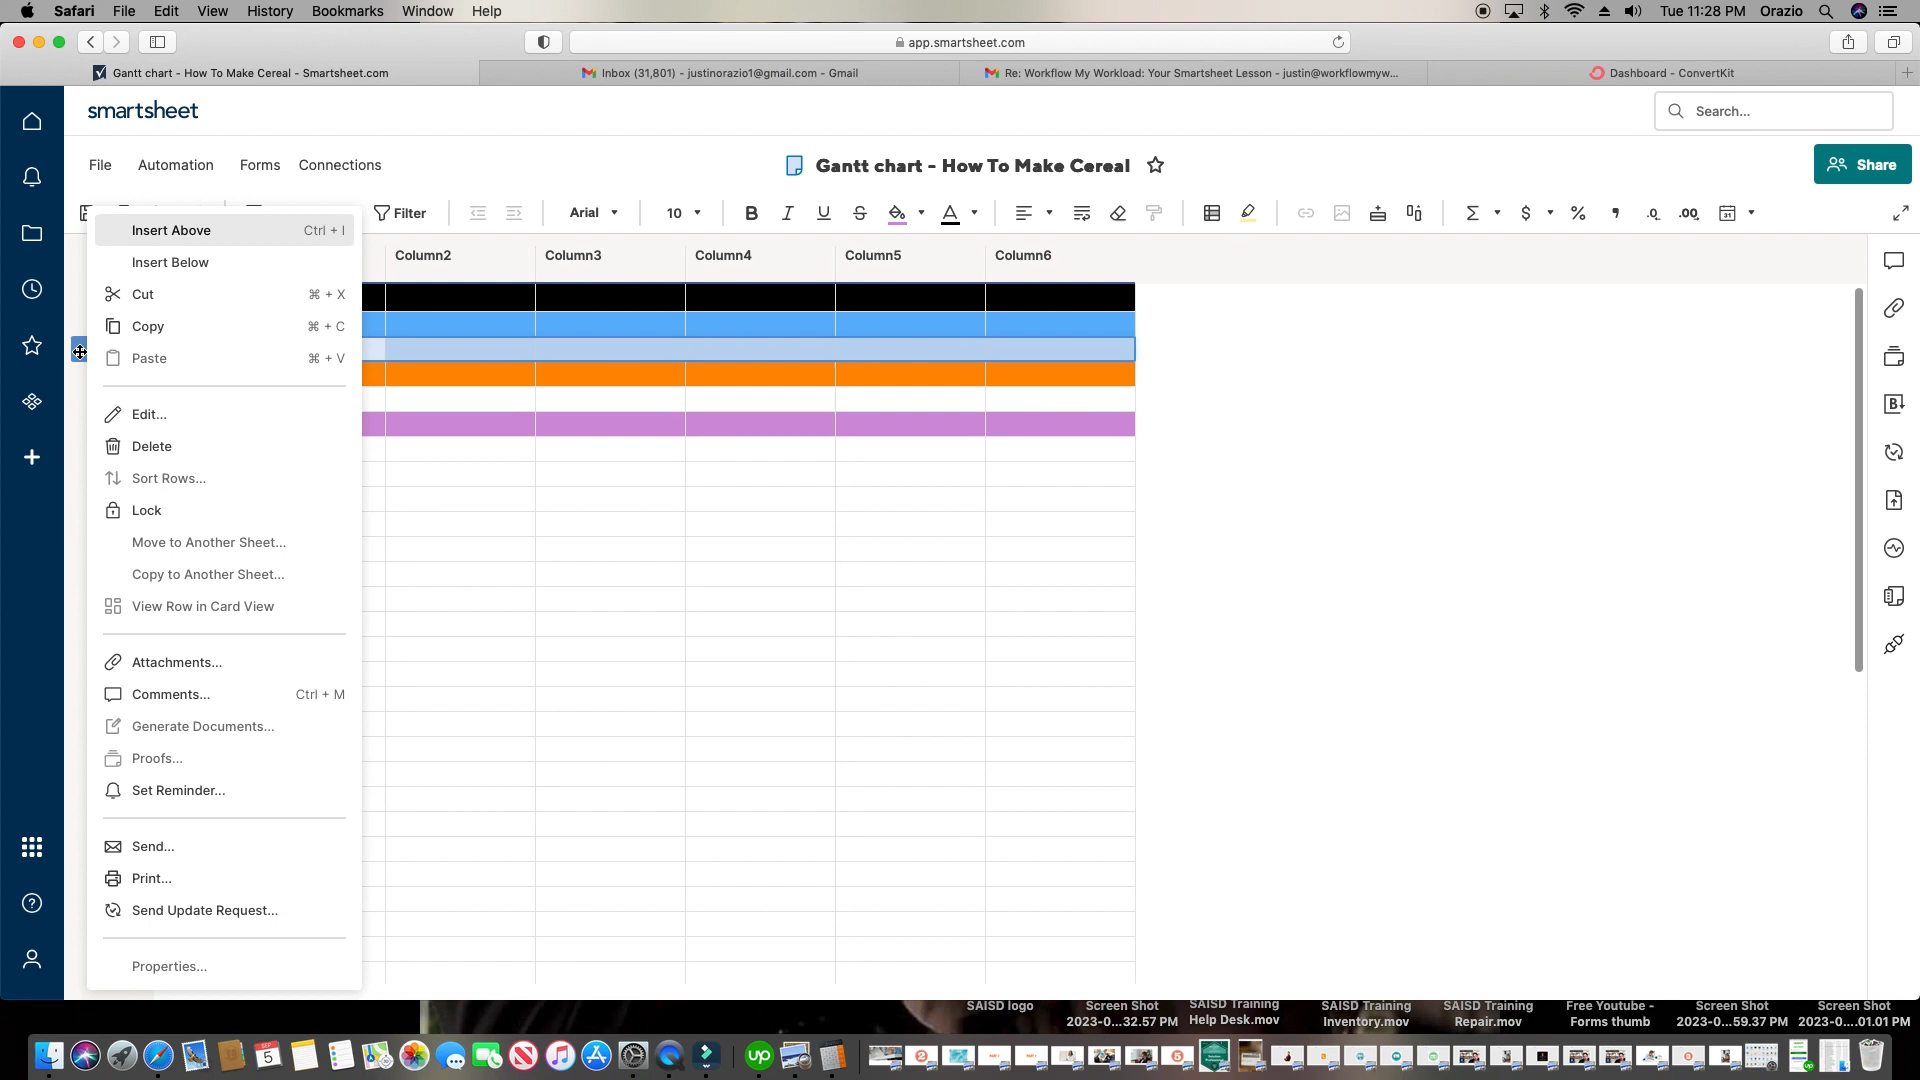 Safari File Edit View History Bookmarks Window Help
Tue 11:28 PM Orazio
app.smartsheet.com
Gantt chart - How To Make Cereal - Smartsheet.com
Inbox (31,801) - justinorazio1@gmail.com - Gmail
Re: Workflow My Workload: Your Smartsheet Lesson - justin@workflowmyw...
Dashboard - ConvertKit
smartsheet
Search...
File Automation Forms Connections
Gantt chart - How To Make Cereal
Share
Filter
Arial
10
B I U S A
Σ $ % , .0 .00 31
Column2 Column3 Column4 Column5 Column6
Insert Above Ctrl + I
Insert Below
Cut ⌘ + X
Copy ⌘ + C
Paste ⌘ + V
Edit...
Delete
Sort Rows...
Lock
Move to Another Sheet...
Copy to Another Sheet...
View Row in Card View
Attachments...
Comments... Ctrl + M
Generate Documents...
Proofs...
Set Reminder...
Send...
Print...
Send Update Request...
Properties...
SAISD logo
Screen Shot
2023-0...32.57 PM
SAISD Training
Help Desk.mov
SAISD Training
Inventory.mov
SAISD Training
Repair.mov
Free Youtube -
Forms thumb
Screen Shot
2023-0...59.37 PM
Screen Shot
2023-0....01.01 PM
SEP
5
up